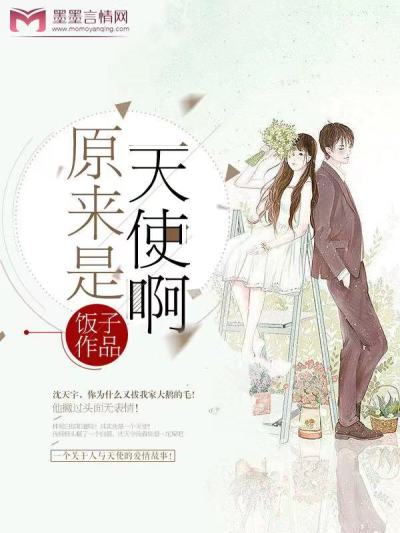 墨墨言情网
www.momoyanqing.com
原来是
天使啊
饭子
作品
沈天宇，你为什么又拔我家大鹅的毛！
他搬过头面无表情！
一个关于人与天使的爱情故事！